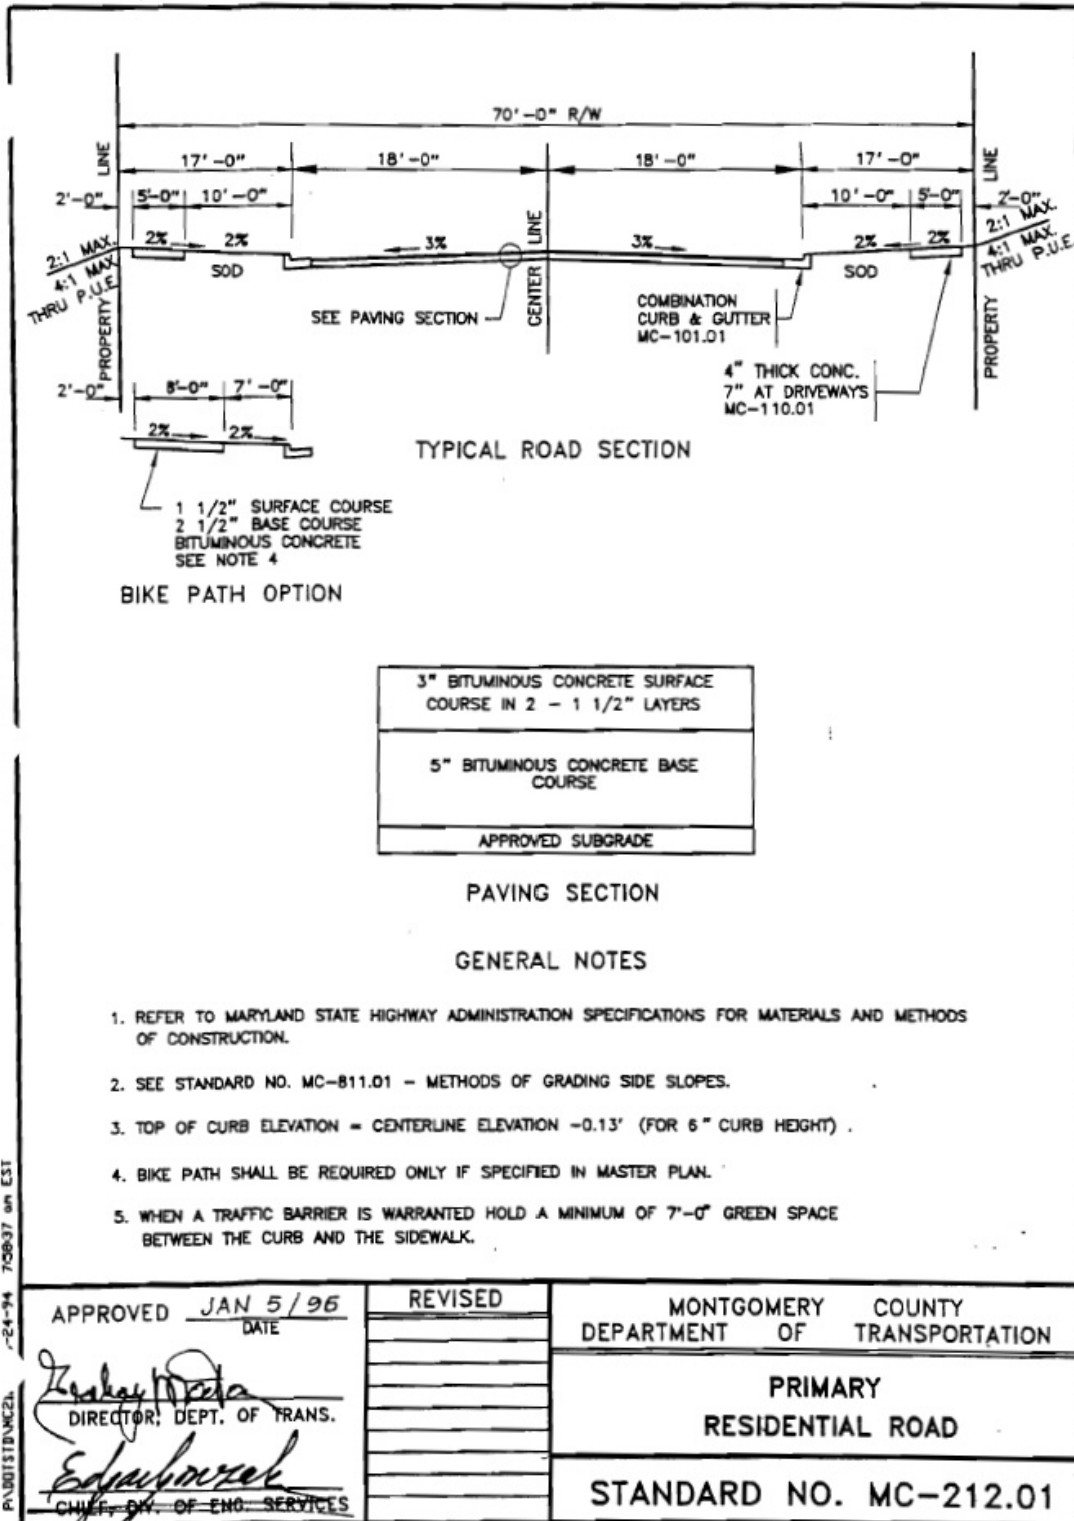 70'-0" R/W
17'-0"
18'-0"
18'-0"
17'-0"
2'-0"
5'-0"
10'-0"
10'-0"
5'-0"
2'-0"
PROPERTY LINE
CENTER LINE
PROPERTY LINE
2:1 MAX.
4:1 MAX.
THRU P.U.E.
2%
2%
3%
3%
2%
2%
2:1 MAX.
4:1 MAX.
THRU P.U.E.
SOD
SOD
SEE PAVING SECTION
COMBINATION
CURB & GUTTER
MC-101.01
4" THICK CONC.
7" AT DRIVEWAYS
MC-110.01
2'-0"
8'-0"
7'-0"
2%
2%
TYPICAL ROAD SECTION
1 1/2" SURFACE COURSE
2 1/2" BASE COURSE
BITUMINOUS CONCRETE
SEE NOTE 4
BIKE PATH OPTION
3" BITUMINOUS CONCRETE SURFACE
COURSE IN 2 - 1 1/2" LAYERS
5" BITUMINOUS CONCRETE BASE
COURSE
APPROVED SUBGRADE
PAVING SECTION
GENERAL NOTES
1. REFER TO MARYLAND STATE HIGHWAY ADMINISTRATION SPECIFICATIONS FOR MATERIALS AND METHODS
OF CONSTRUCTION.
2. SEE STANDARD NO. MC-811.01 - METHODS OF GRADING SIDE SLOPES.
3. TOP OF CURB ELEVATION = CENTERLINE ELEVATION -0.13' (FOR 6" CURB HEIGHT) .
4. BIKE PATH SHALL BE REQUIRED ONLY IF SPECIFIED IN MASTER PLAN.
5. WHEN A TRAFFIC BARRIER IS WARRANTED HOLD A MINIMUM OF 7'-0" GREEN SPACE
BETWEEN THE CURB AND THE SIDEWALK.
-24-94 7:58:37 am EST
APPROVED JAN 5/96
DATE
DIRECTOR, DEPT. OF TRANS.
CHIEF, DIV. OF ENG. SERVICES
REVISED
MONTGOMERY COUNTY
DEPARTMENT OF TRANSPORTATION
PRIMARY
RESIDENTIAL ROAD
STANDARD NO. MC-212.01